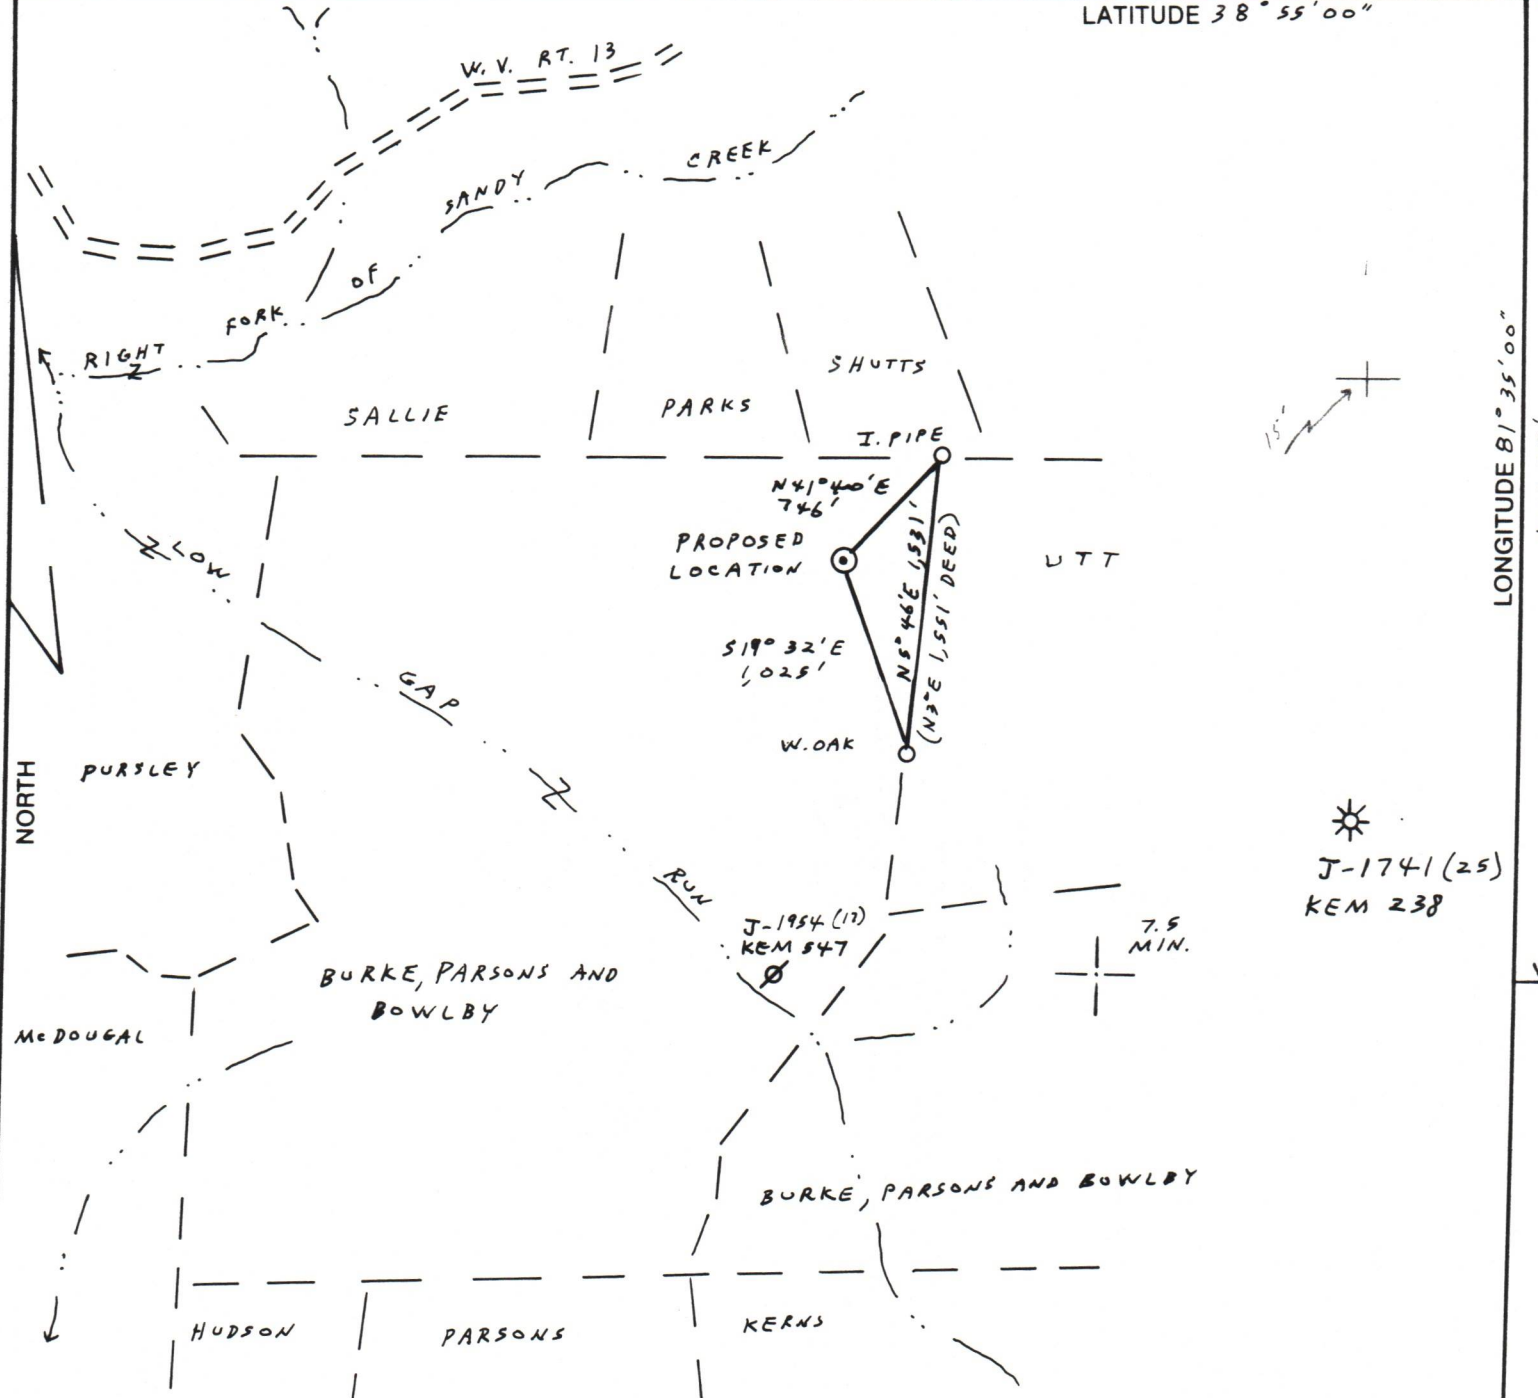 LATITUDE 38°55'00"
W. V. RT. 13
RIGHT FORK OF SANDY CREEK
LONGITUDE 81°35'00"
SHUTTS
SALLIE
PARKS
I. PIPE
15'
N41°40'E
746'
PROPOSED
LOCATION
UTT
N5°46'E 1,531'
(N3°E 1,551' DEED)
S19°32'E
1,025'
LOW GAP RUN
W. OAK
PURSLEY
NORTH
J-1741 (25)
KEM 238
J-1954 (17)
KEM 547
7.5
MIN.
BURKE, PARSONS AND
BOWLBY
McDOUGAL
BURKE, PARSONS AND BOWLBY
HUDSON
PARSONS
KERNS